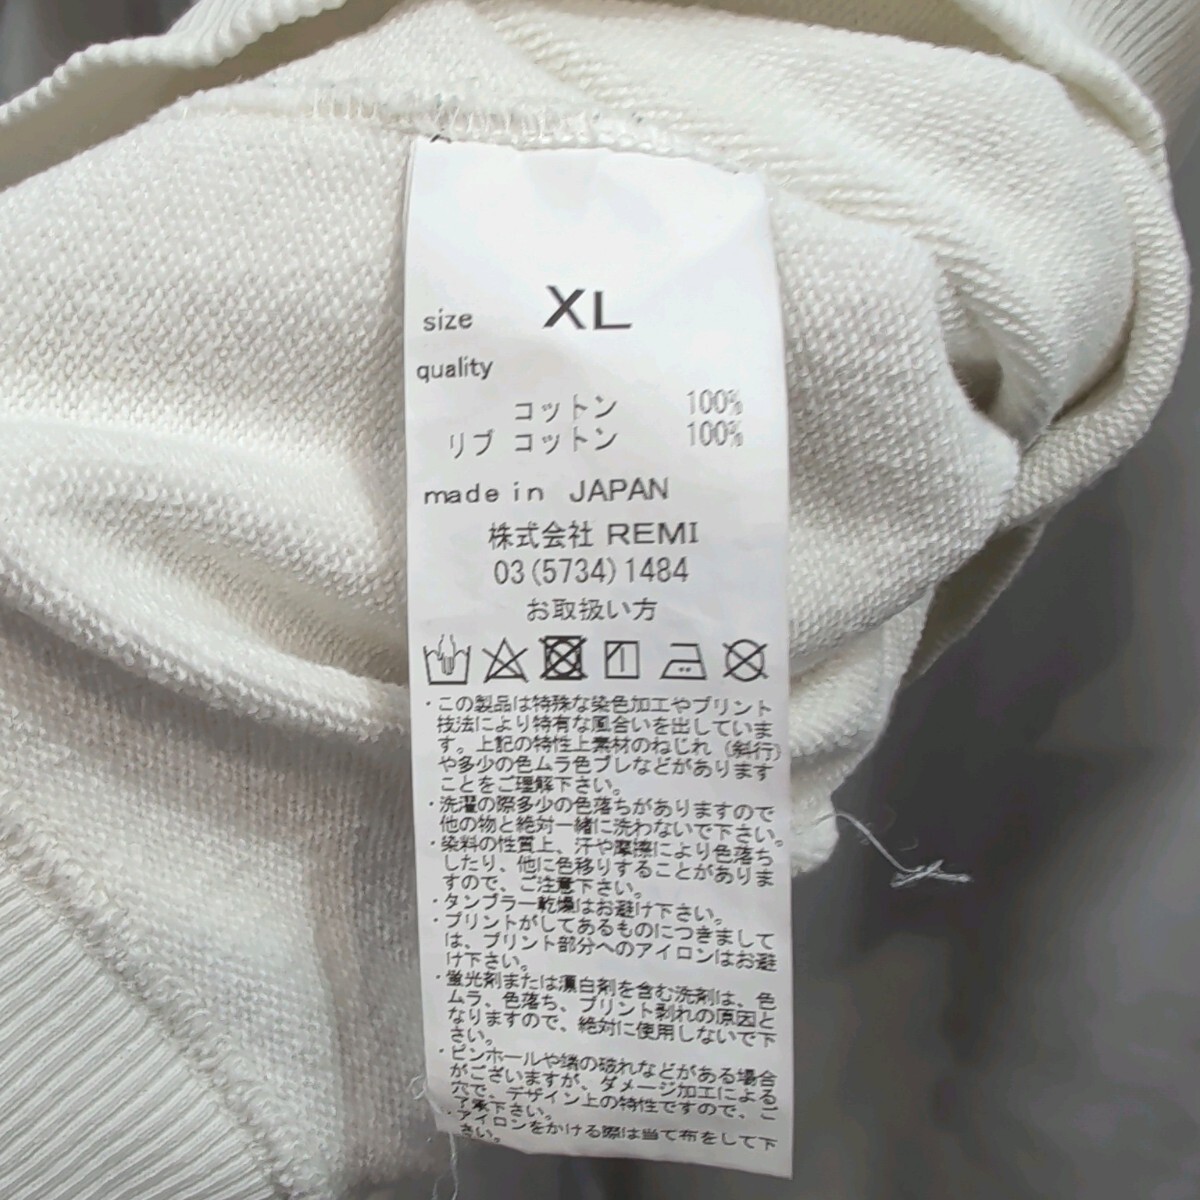 size XL
quality
コットン 100%
リブ コットン 100%
made in JAPAN
株式会社 REMI
03(5734)1484
お取扱い方
・この製品は特殊な染色加工やプリント
技法により特有な風合いを出していま
す。上記の特性上素材のねじれ（斜行）
や多少の色ムラ色ブレなどがあります
ことをご理解下さい。
・洗濯の際多少の色落ちがありますので
他の物と絶対一緒に洗わないで下さい。
・染料の性質上、汗や摩擦により色落ち
したり、他に色移りすることがありま
すので、ご注意下さい。
・タンブラー乾燥はお避け下さい。
・プリントがしてあるものにつきまして
は、プリント部分へのアイロンはお避
け下さい。
・蛍光剤または漂白剤を含む洗剤は、色
ムラ、色落ち、プリント剥れの原因と
なりますので、絶対に使用しないで下
さい。
・ピンホールや端の破れなどがある場合
がございますが、ダメージ加工による
穴で、デザイン上の特性ですので、ご
了承下さい。
・アイロンをかける際は当て布をして下
さい。